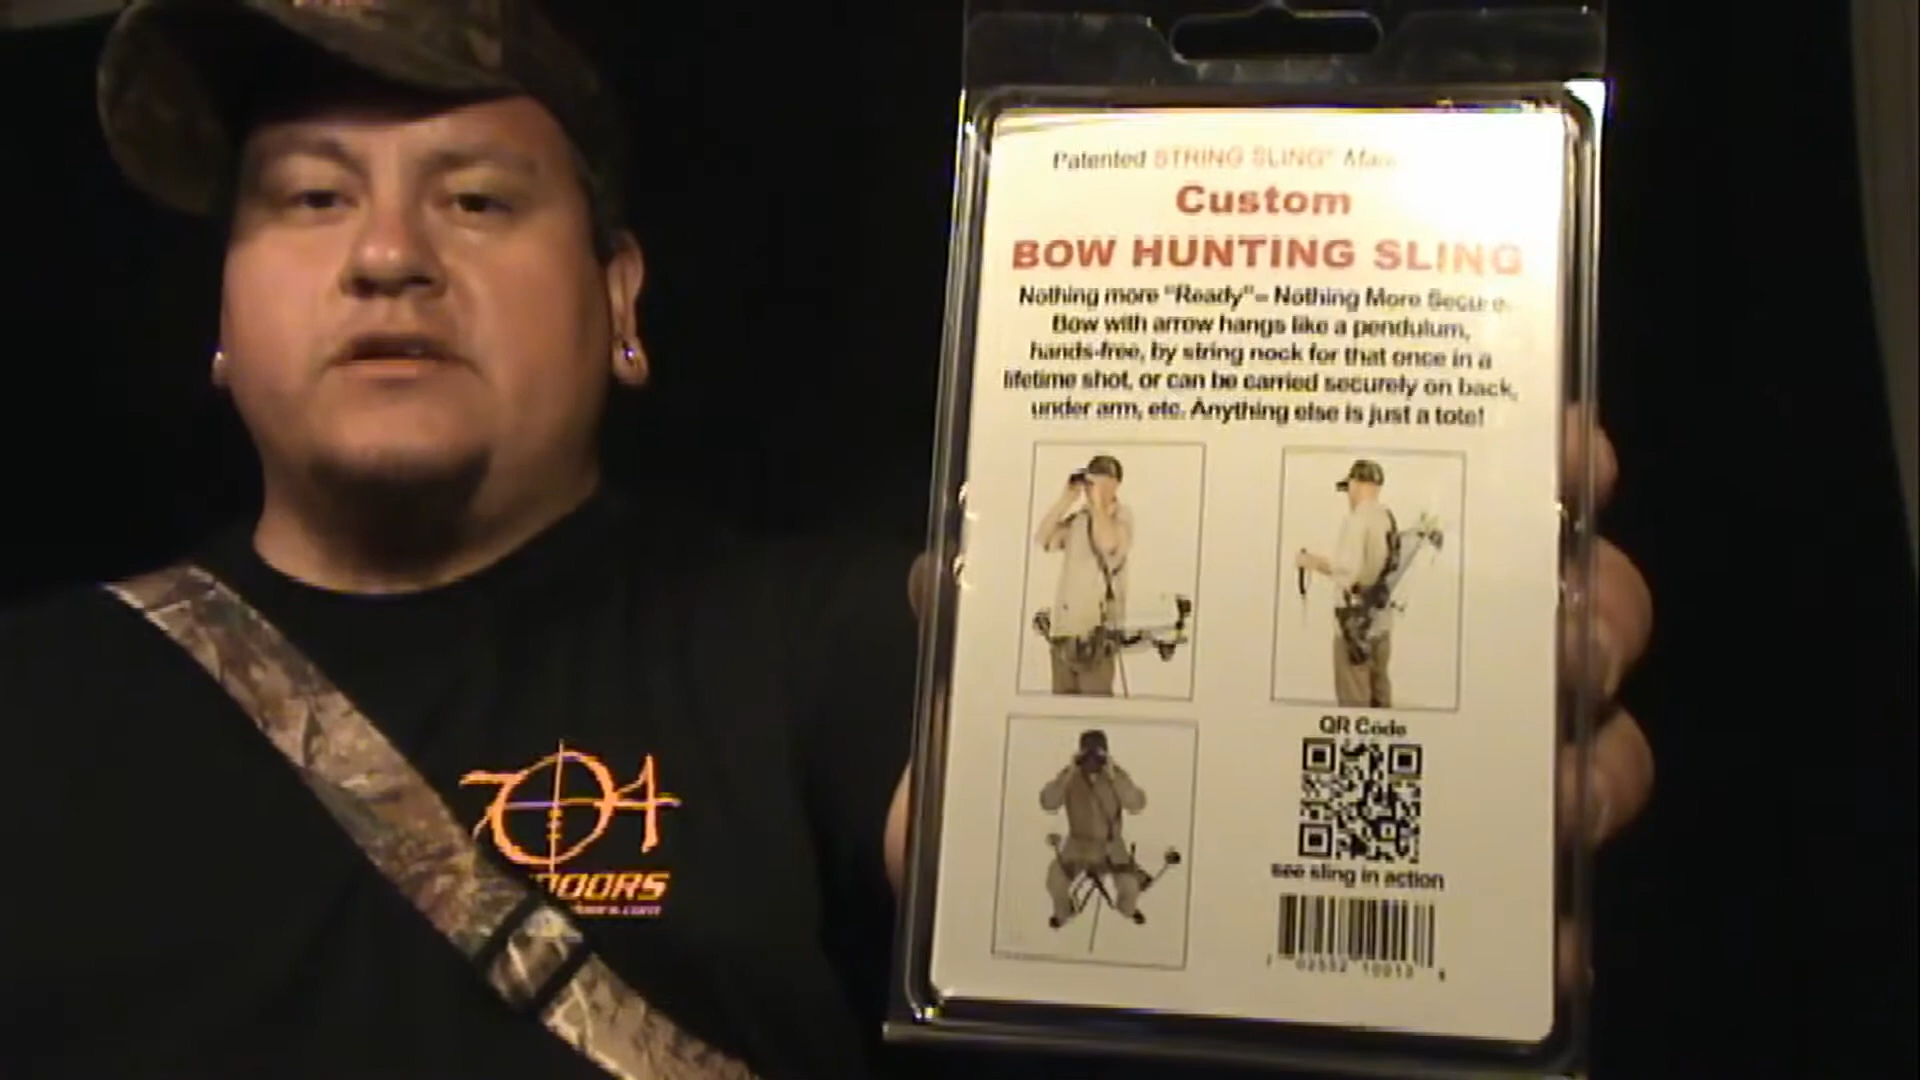 Patented STRING SLING®
Custom
BOW HUNTING SLING
Nothing more "Ready"– Nothing More Secure.
Bow with arrow hangs like a pendulum,
hands-free, by string nock for that once in a
lifetime shot, or can be carried securely on back,
under arm, etc. Anything else is just a tote!
QR Code
see sling in action
704